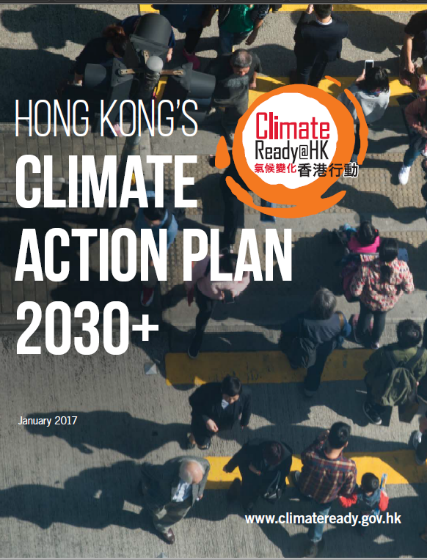 HONG KONG'S
CLIMATE
ACTION PLAN
2030+
Climate
Ready@HK
氣候變化香港行動
January 2017
www.climateready.gov.hk